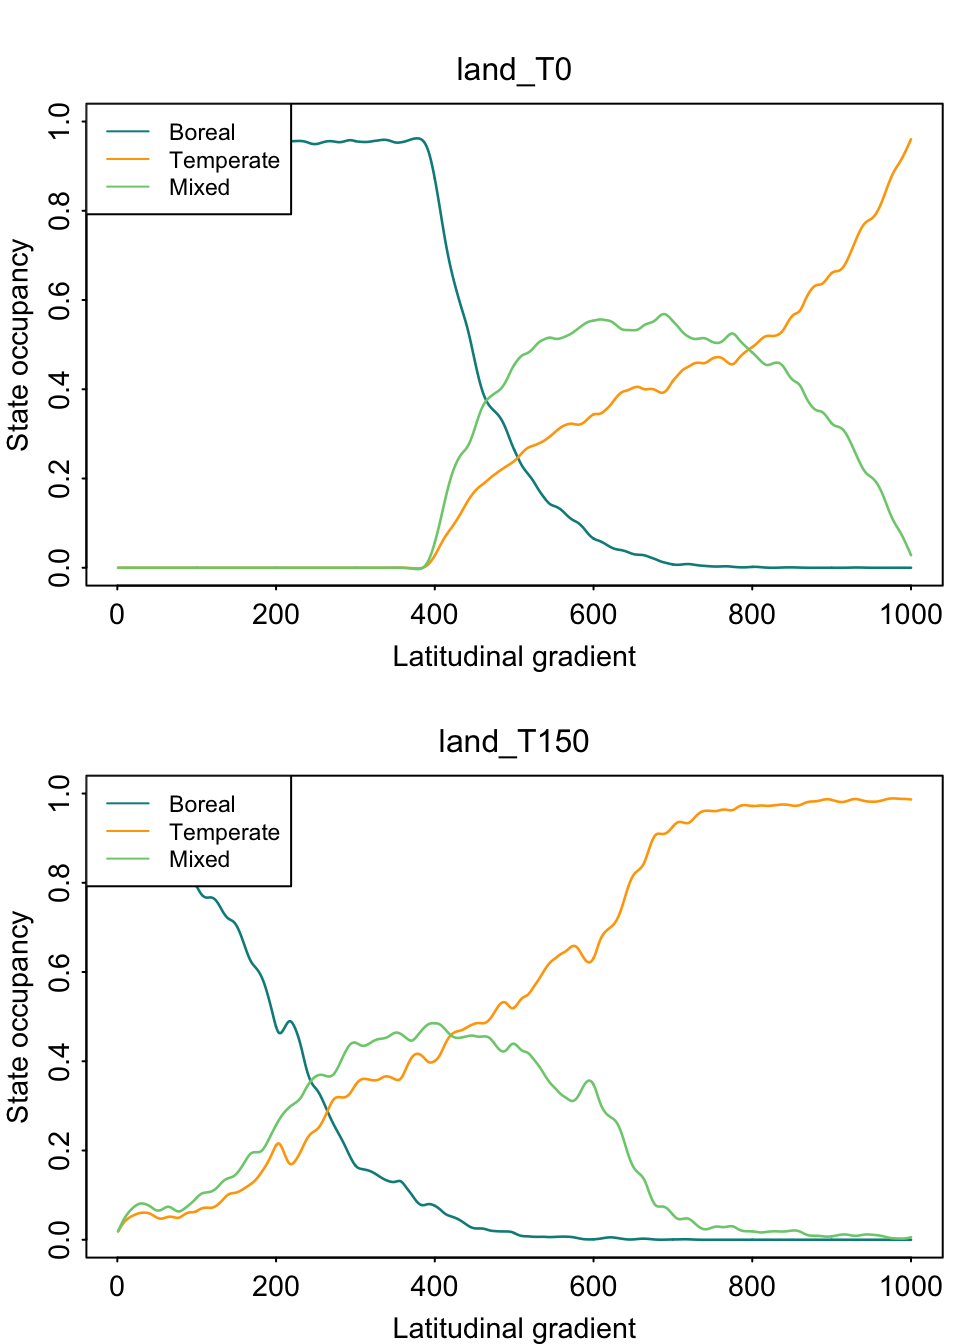 land_T0
Boreal
Temperate
Mixed
State occupancy
0.0 0.2 0.4 0.6 0.8 1.0
0 200 400 600 800 1000
Latitudinal gradient
land_T150
Boreal
Temperate
Mixed
State occupancy
0.0 0.2 0.4 0.6 0.8 1.0
0 200 400 600 800 1000
Latitudinal gradient